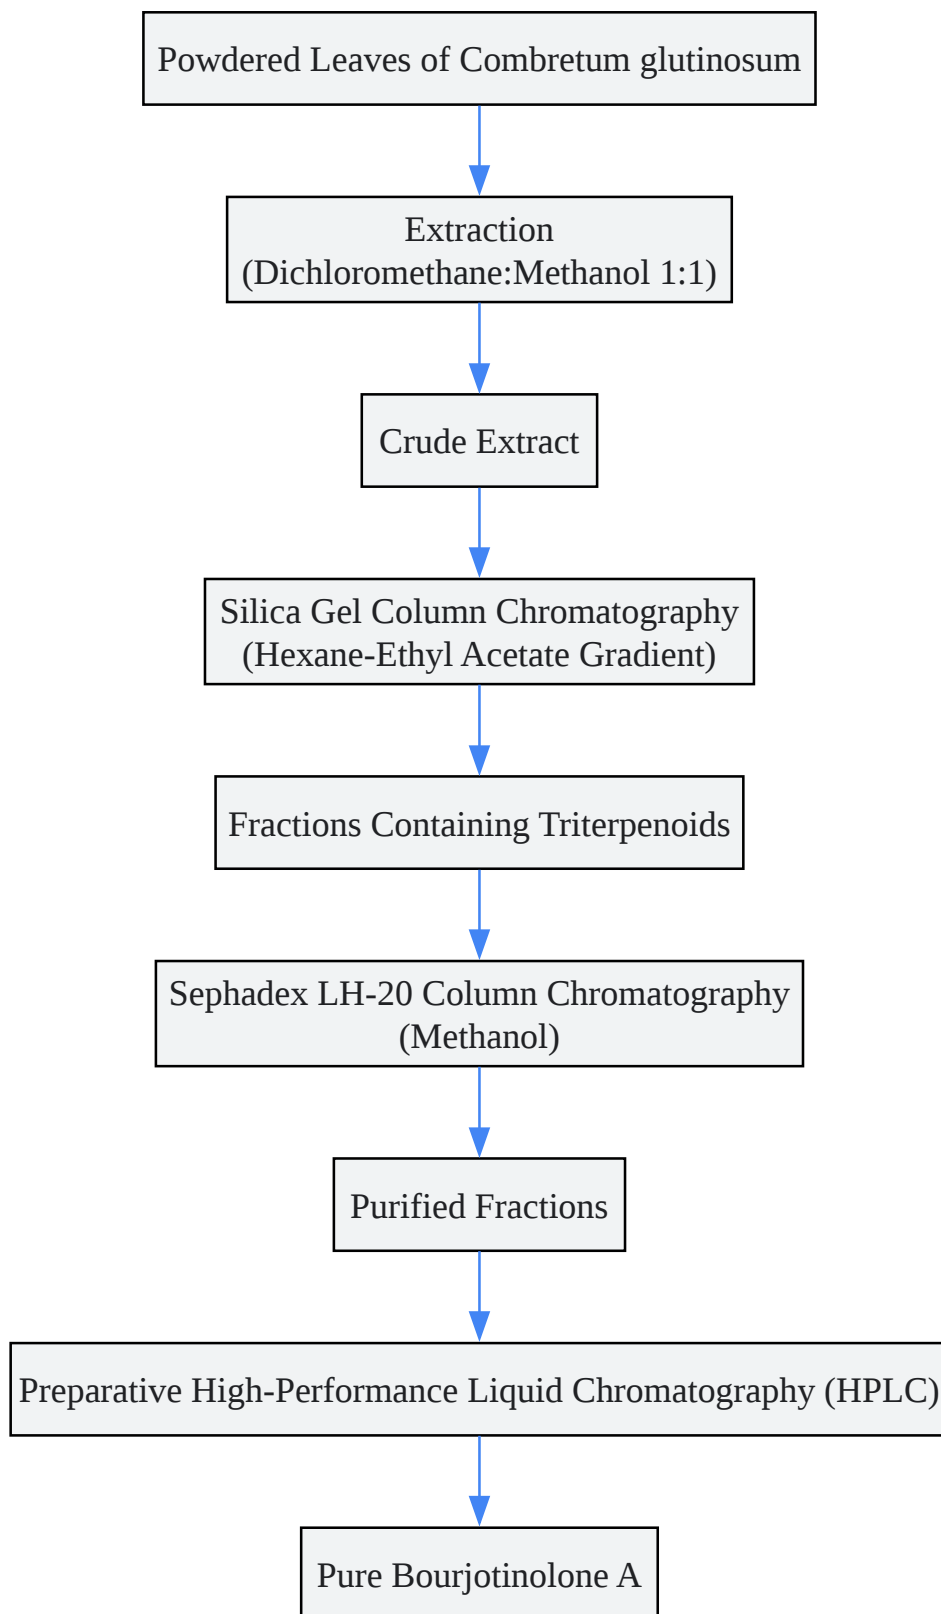 Powdered Leaves of Combretum glutinosum
Extraction
(Dichloromethane:Methanol 1:1)
Crude Extract
Silica Gel Column Chromatography
(Hexane-Ethyl Acetate Gradient)
Fractions Containing Triterpenoids
Sephadex LH-20 Column Chromatography
(Methanol)
Purified Fractions
Preparative High-Performance Liquid Chromatography (HPLC)
Pure Bourjotinolone A